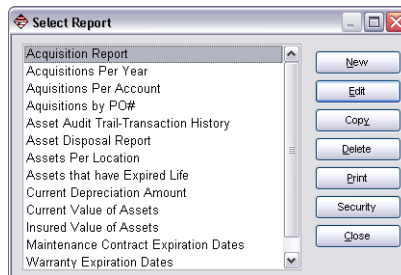 Select Report
Acquisition Report
Acquisitions Per Year
Aquisitions Per Account
Aquisitions by PO#
Asset Audit Trail-Transaction History
Asset Disposal Report
Assets Per Location
Assets that have Expired Life
Current Depreciation Amount
Current Value of Assets
Insured Value of Assets
Maintenance Contract Expiration Dates
Warranty Expiration Dates
New
Edit
Copy
Delete
Print
Security
Close